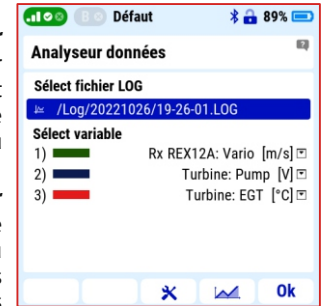 B Défaut 89%
Analyseur données
Sélect fichier LOG
/Log/20221026/19-26-01.LOG
Sélect variable
1) Rx REX12A: Vario [m/s]
2) Turbine: Pump [V]
3) Turbine: EGT [°C]
Ok